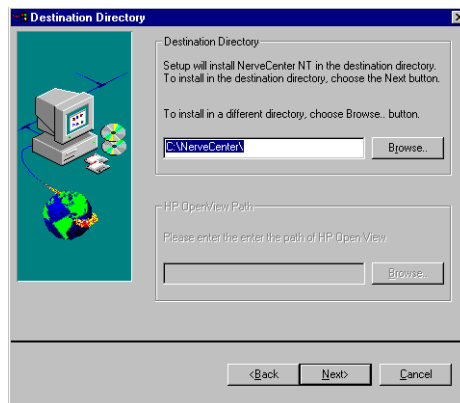 Destination Directory
Destination Directory
Setup will install NerveCenter NT in the destination directory.
To install in the destination directory, choose the Next button.
To install in a different directory, choose Browse.. button.
C:\NerveCenter\
Browse..
HP OpenView Path
Please enter the enter the path of HP Open View
Browse..
<Back
Next>
Cancel